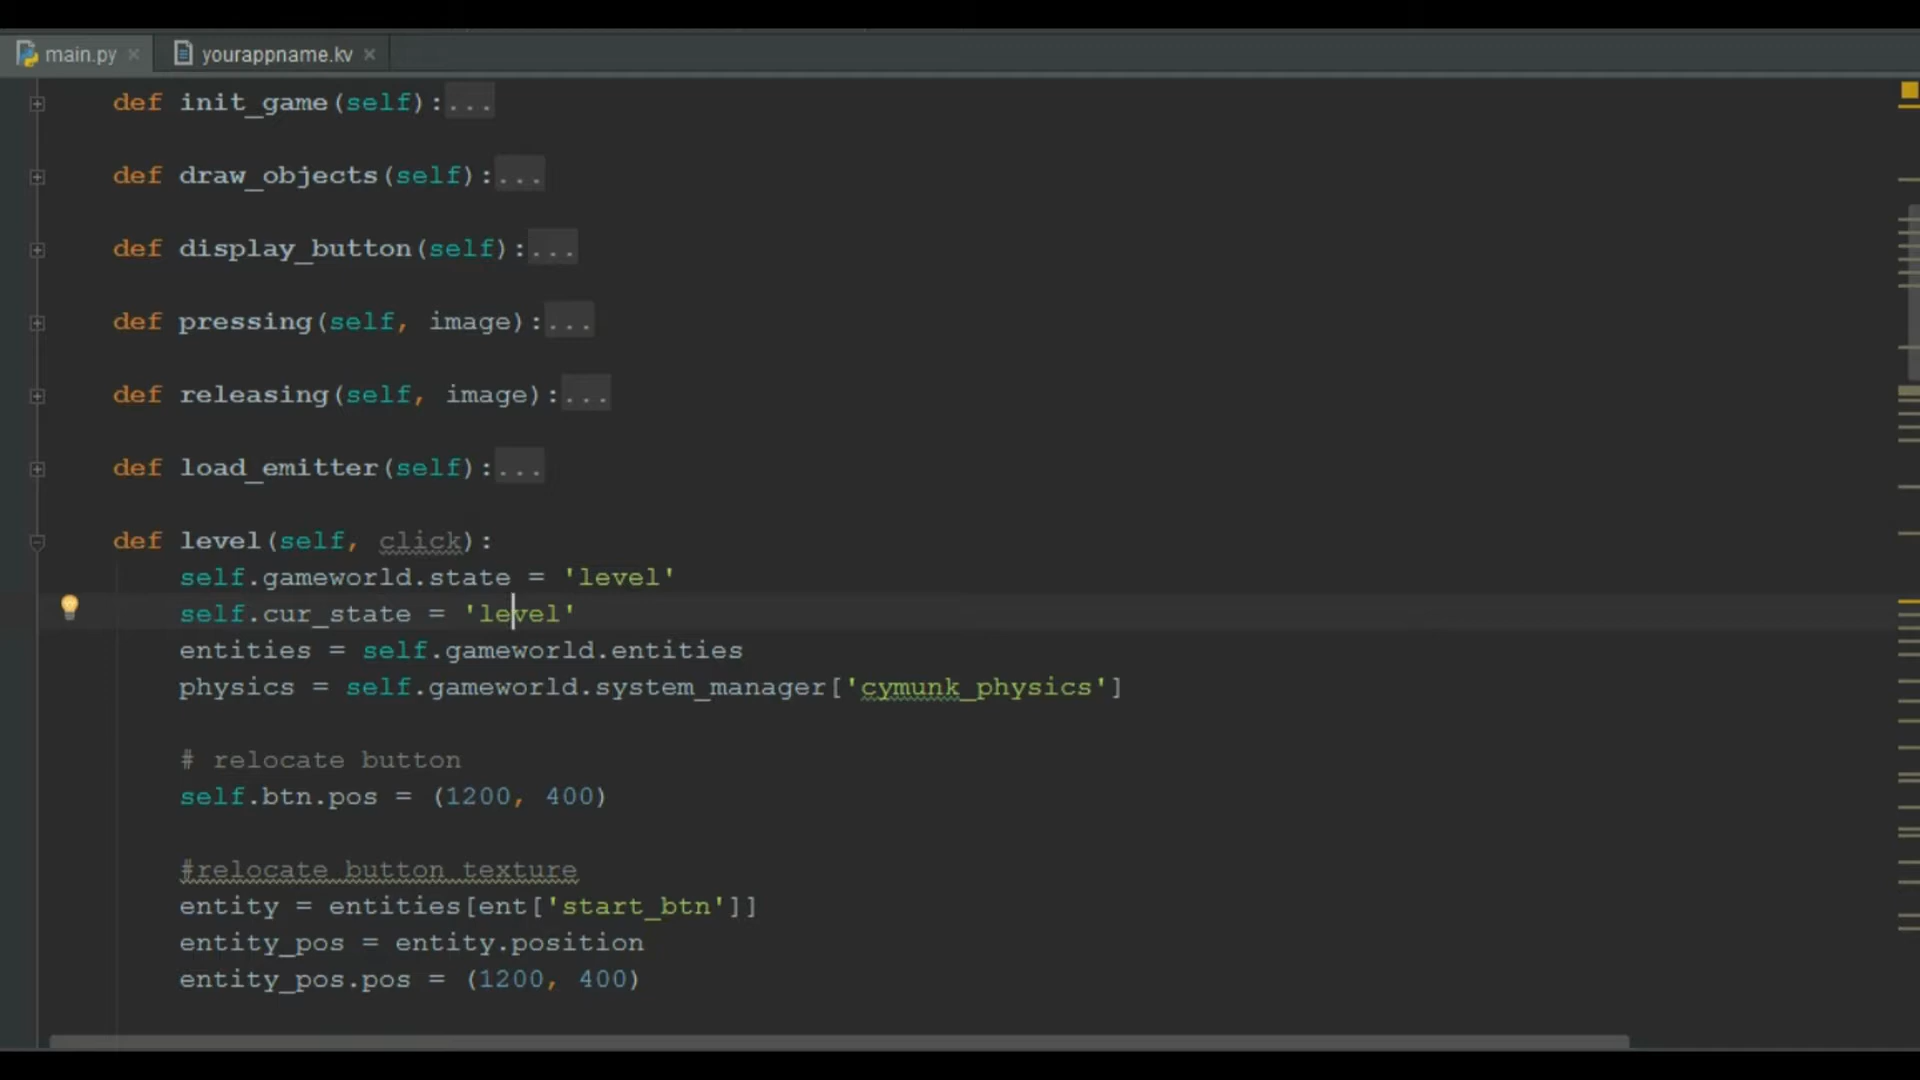 main.py yourappname.kv
def init_game(self):...
def draw_objects(self):...
def display_button(self):...
def pressing(self, image):...
def releasing(self, image):...
def load_emitter(self):...
def level(self, click):
self.gameworld.state = 'level'
self.cur_state = 'level'
entities = self.gameworld.entities
physics = self.gameworld.system_manager['cymunk_physics']
# relocate button
self.btn.pos = (1200, 400)
#relocate button texture
entity = entities[ent['start_btn']]
entity_pos = entity.position
entity_pos.pos = (1200, 400)